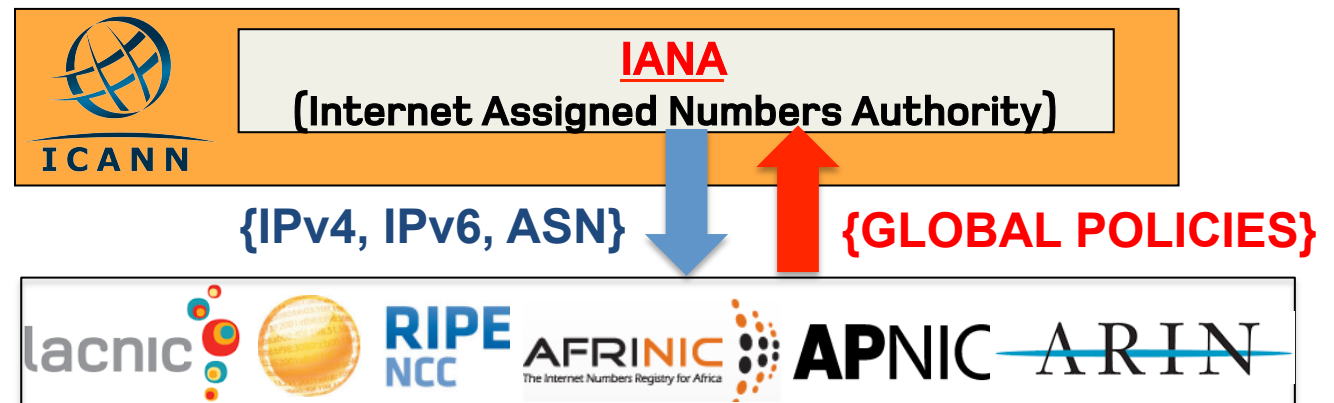 IANA
(Internet Assigned Numbers Authority)
ICANN
{IPv4, IPv6, ASN}
{GLOBAL POLICIES}
lacnic
RIPE
NCC
AFRINIC
The Internet Numbers Registry for Africa
APNIC
ARIN